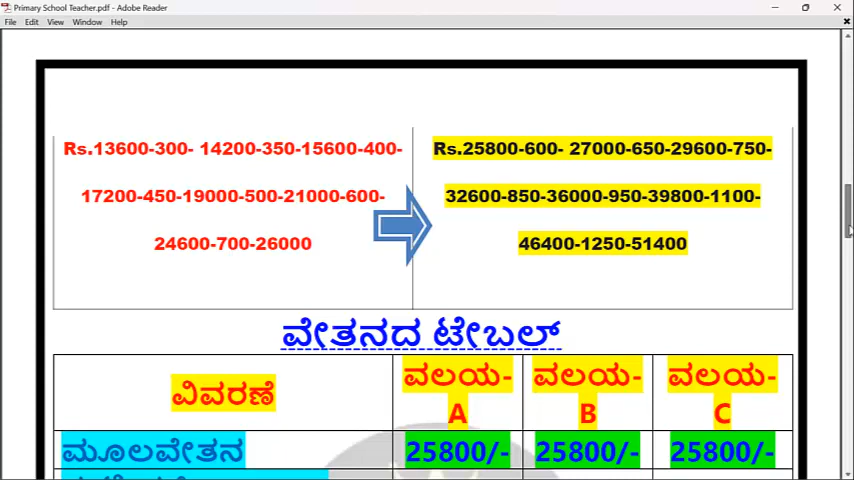 Primary School Teacher.pdf - Adobe Reader
File Edit View Window Help
Rs.13600-300- 14200-350-15600-400-
17200-450-19000-500-21000-600-
24600-700-26000
Rs.25800-600- 27000-650-29600-750-
32600-850-36000-950-39800-1100-
46400-1250-51400
ವೇತನದ ಟೇಬಲ್
ವಿವರಣೆ ವಲಯ-A ವಲಯ-B ವಲಯ-C
ಮೂಲವೇತನ 25800/- 25800/- 25800/-